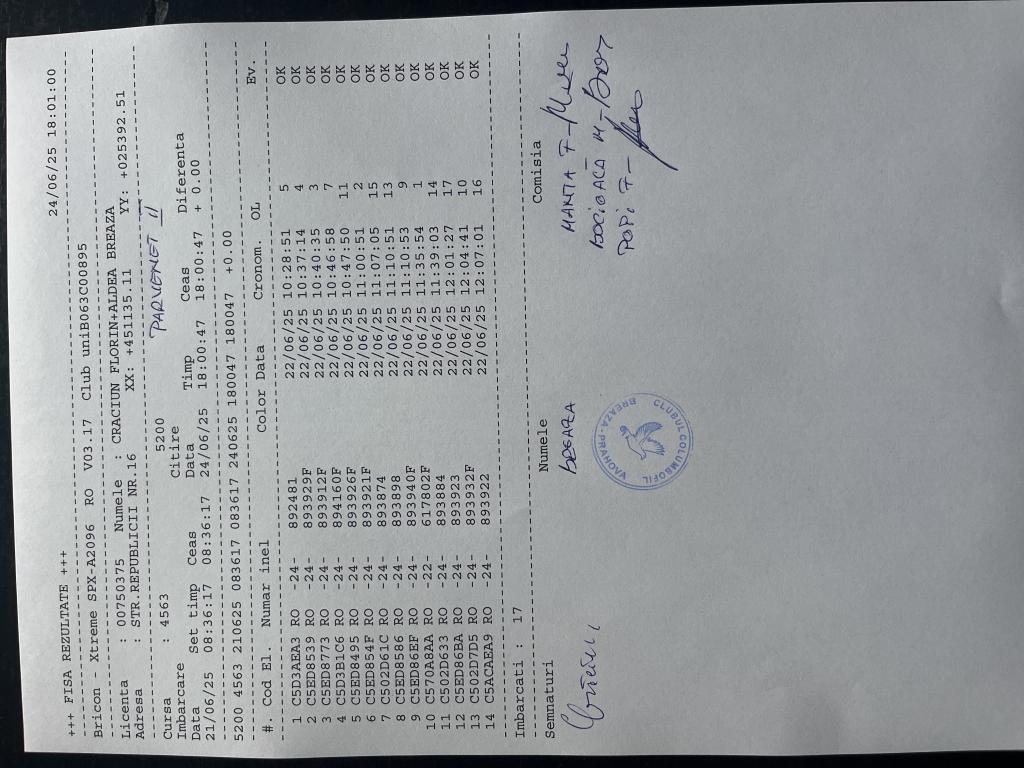 24/06/25 18:01:00
+++ FISA REZULTATE +++
Bricon - Xtreme SPX-A2096 RO V03.17 Club uniB063C00895
Licenta : 00750375 Numele : CRACIUN FLORIN+ALDEA BREAZA
Adresa : STR.REPUBLICII NR.16 XX: +451135.11 YY: +025392.51
Cursa : 4563 5200 PARVENET II
Imbarcare Citire
Data Set timp Ceas Data Timp Ceas Diferenta
21/06/25 08:36:17 08:36:17 24/06/25 18:00:47 18:00:47 + 0.00
5200 4563 210625 083617 083617 240625 180047 180047 +0.00
#. Cod El. Numar inel Color Data Cronom. OL Ev.
1 C5D3AEA3 RO -24- 892481 22/06/25 10:28:51 5 OK
2 C5ED8539 RO -24- 893929F 22/06/25 10:37:14 4 OK
3 C5ED8773 RO -24- 893912F 22/06/25 10:40:35 3 OK
4 C5D3B1C6 RO -24- 894160F 22/06/25 10:46:58 7 OK
5 C5ED8495 RO -24- 893926F 22/06/25 10:47:50 11 OK
6 C5ED854F RO -24- 893921F 22/06/25 11:00:51 2 OK
7 C502D61C RO -24- 893874 22/06/25 11:07:05 15 OK
8 C5ED8586 RO -24- 893898 22/06/25 11:10:51 13 OK
9 C5ED86EF RO -24- 893940F 22/06/25 11:10:53 9 OK
10 C570A8AA RO -22- 617802F 22/06/25 11:35:54 1 OK
11 C502D633 RO -24- 893884 22/06/25 11:39:03 14 OK
12 C5ED86BA RO -24- 893923 22/06/25 12:01:27 17 OK
13 C502D7D5 RO -24- 893932F 22/06/25 12:04:41 10 OK
14 C5ACAEA9 RO -24- 893922 22/06/25 12:07:01 16 OK
Imbarcati : 17
Semnaturi Numele Comisia
BREAZA MANTA F-
BOCIOACĂ M-
POPI F-
CLUBUL COLUMBOFIL
BREAZA-PRAHOVA